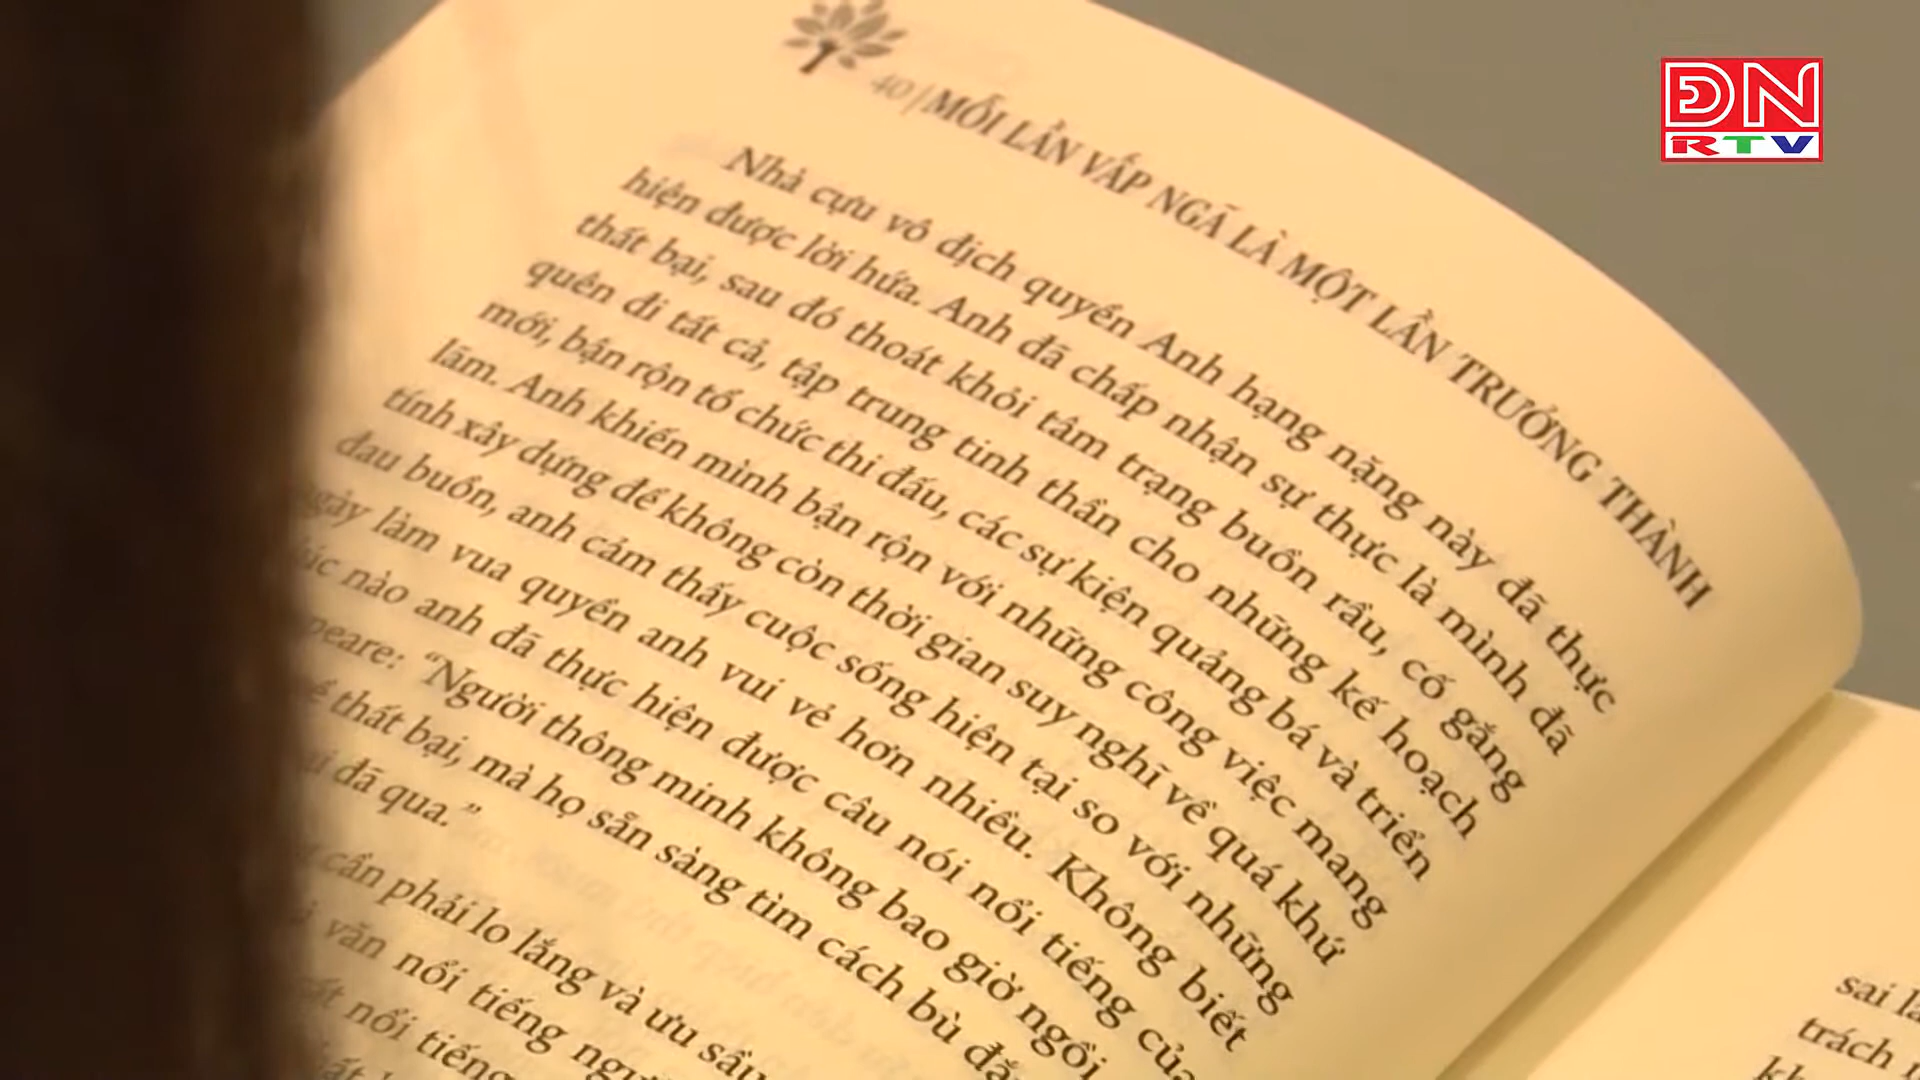 ĐN
RTV
40 | MỖI LẦN VẤP NGÃ LÀ MỘT LẦN TRƯỞNG THÀNH
Nhà cựu vô địch quyền Anh hạng nặng này đã thực
hiện được lời hứa. Anh đã chấp nhận sự thực là mình đã
thất bại, sau đó thoát khỏi tâm trạng buồn rầu, cố gắng
quên đi tất cả, tập trung tinh thần cho những kế hoạch
mới, bận rộn tổ chức thi đấu, các sự kiện quảng bá và triển
lãm. Anh khiến mình bận rộn với những công việc mang
tính xây dựng để không còn thời gian suy nghĩ về quá khứ
đau buồn, anh cảm thấy cuộc sống hiện tại so với những
ngày làm vua quyền anh vui vẻ hơn nhiều. Không biết
lúc nào anh đã thực hiện được câu nói nổi tiếng của
peare: “Người thông minh không bao giờ ngồi
thất bại, mà họ sẵn sàng tìm cách bù đắ
đã qua.”
cần phải lo lắng và ưu sầu
văn nổi tiếng ngư
nổi tiếng
sai lầ
trách
kh